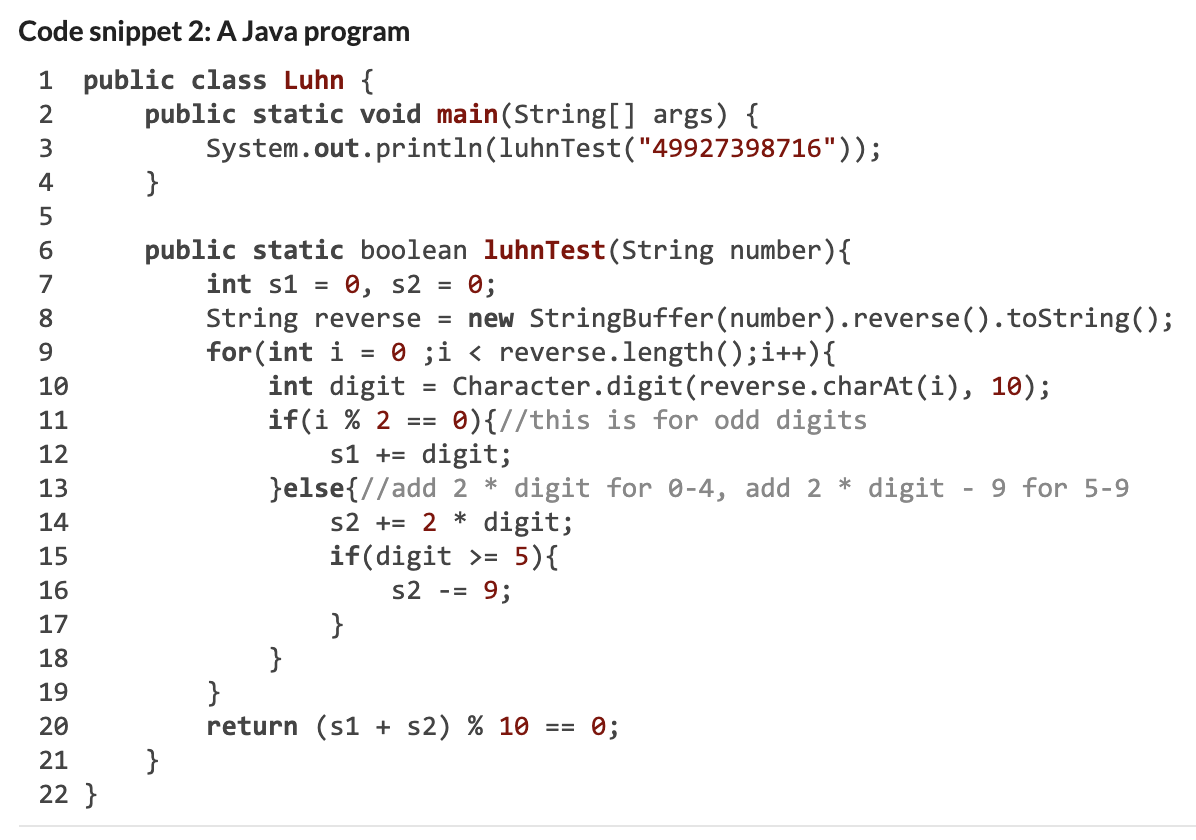 Code snippet 2: A Java program
1 public class Luhn {
2     public static void main(String[] args) {
3         System.out.println(luhnTest("49927398716"));
4     }
5
6     public static boolean luhnTest(String number){
7         int s1 = 0, s2 = 0;
8         String reverse = new StringBuffer(number).reverse().toString();
9         for(int i = 0 ;i < reverse.length();i++){
10             int digit = Character.digit(reverse.charAt(i), 10);
11             if(i % 2 == 0){//this is for odd digits
12                 s1 += digit;
13             }else{//add 2 * digit for 0-4, add 2 * digit - 9 for 5-9
14                 s2 += 2 * digit;
15                 if(digit >= 5){
16                     s2 -= 9;
17                 }
18             }
19         }
20         return (s1 + s2) % 10 == 0;
21     }
22 }